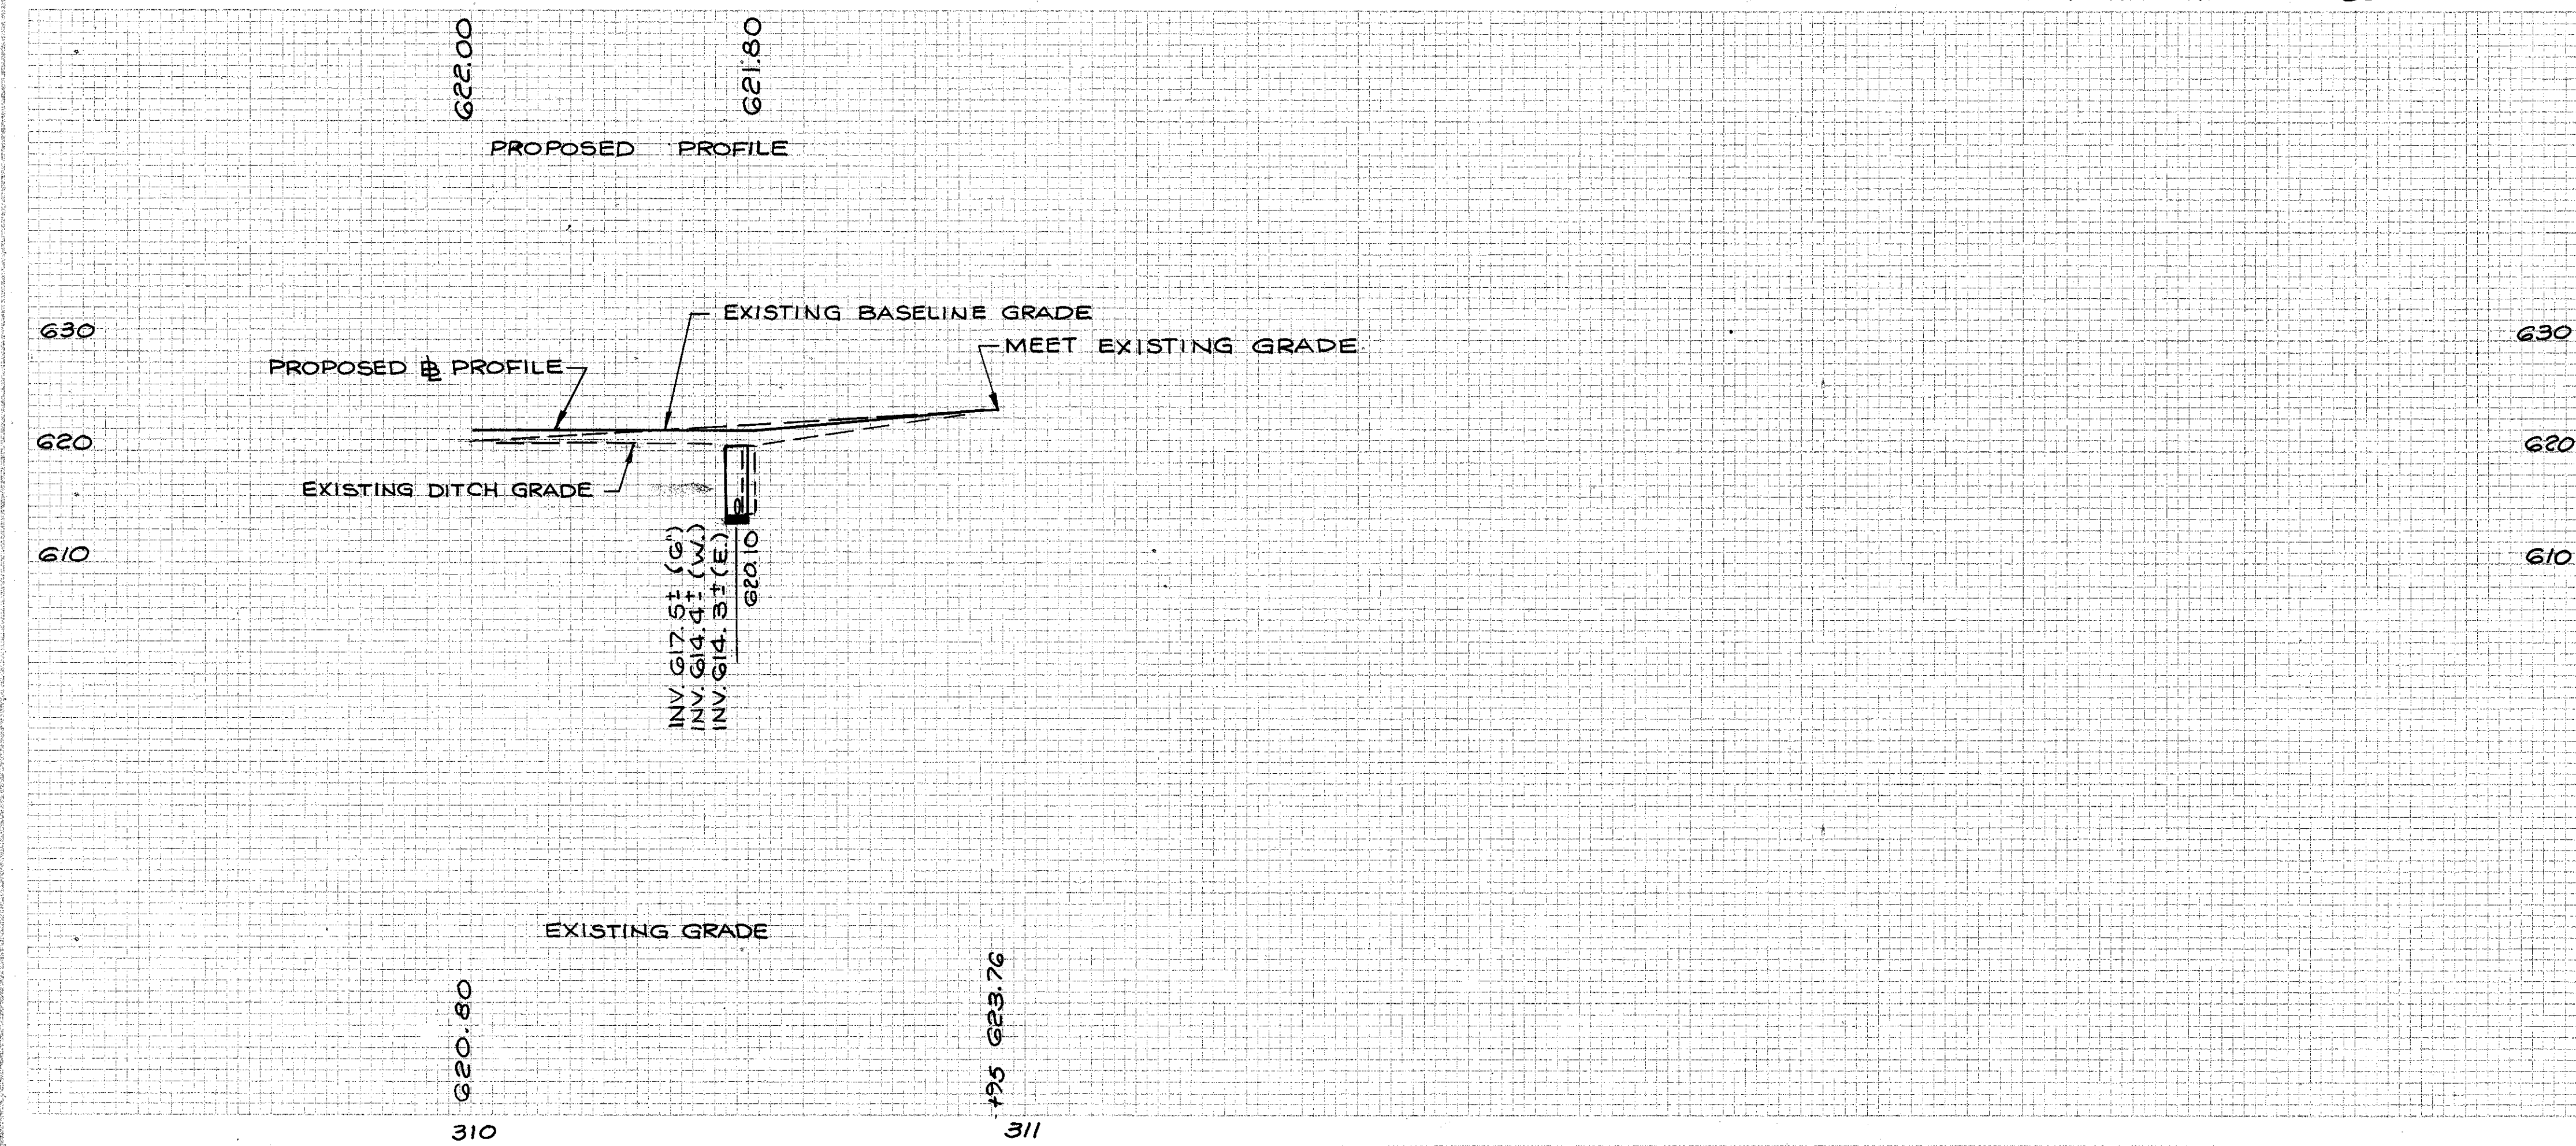 622.00
621.80
PROPOSED PROFILE
EXISTING BASELINE GRADE
630
630
MEET EXISTING GRADE
PROPOSED BL PROFILE
620
620
EXISTING DITCH GRADE
610
610
INV. 617.5± (6")
INV. 614.4± (W.)
INV. 614.3± (E.)
620.10
EXISTING GRADE
620.80
+95 623.76
310
311